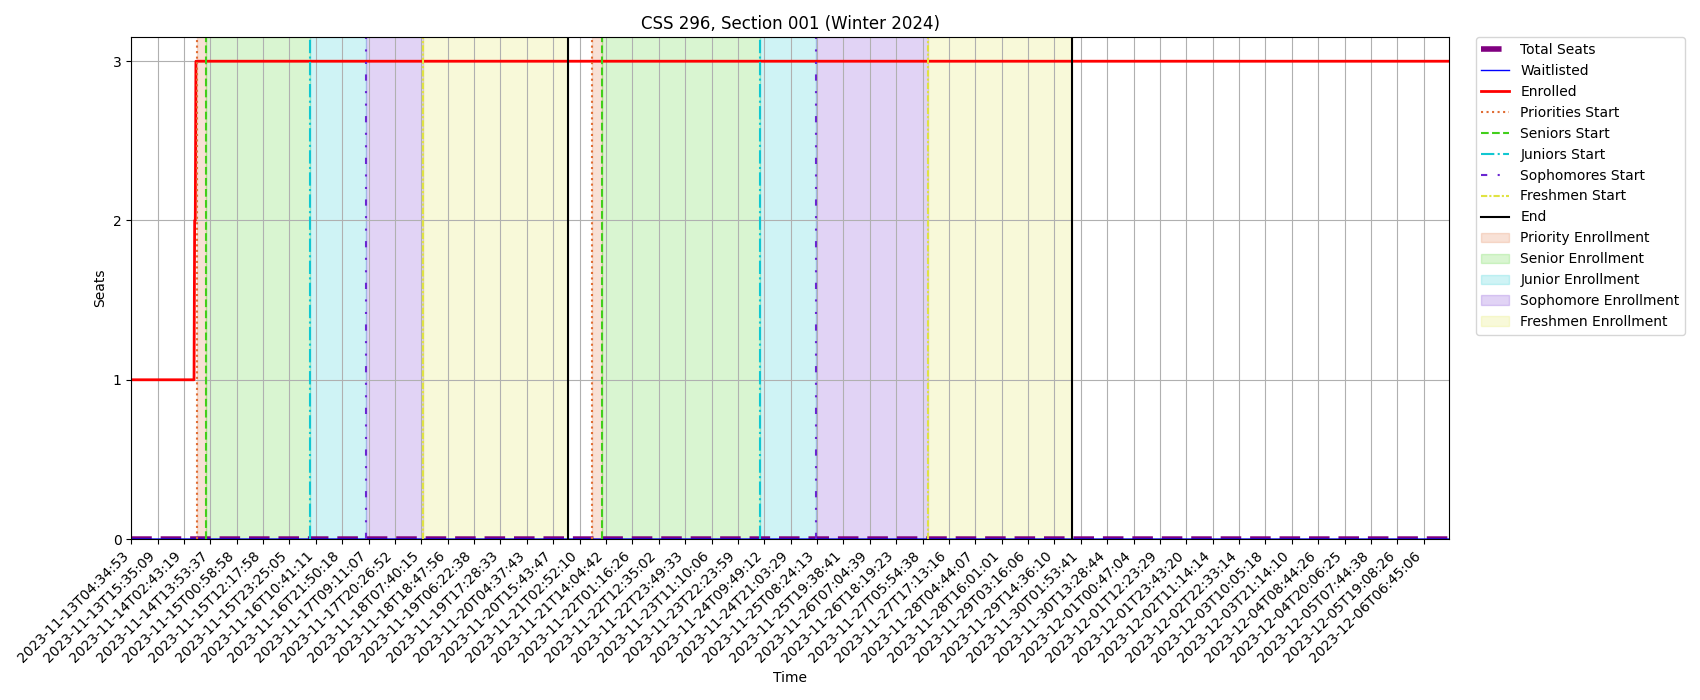 CSS 296, Section 001 (Winter 2024)
Seats
3
2
1
0
2023-11-13T04:34:53
2023-11-13T15:35:09
2023-11-14T02:43:19
2023-11-14T13:53:37
2023-11-15T00:58:58
2023-11-15T12:17:58
2023-11-15T23:25:05
2023-11-16T10:41:11
2023-11-16T21:50:18
2023-11-17T09:11:07
2023-11-17T20:26:52
2023-11-18T07:40:15
2023-11-18T18:47:56
2023-11-19T06:22:38
2023-11-19T17:28:33
2023-11-20T04:37:43
2023-11-20T15:43:47
2023-11-21T02:52:10
2023-11-21T14:04:42
2023-11-22T01:16:26
2023-11-22T12:35:02
2023-11-22T23:49:33
2023-11-23T11:10:06
2023-11-23T22:23:59
2023-11-24T09:49:12
2023-11-24T21:03:29
2023-11-25T08:24:13
2023-11-25T19:38:41
2023-11-26T07:04:39
2023-11-26T18:19:23
2023-11-27T05:54:38
2023-11-27T17:13:16
2023-11-28T04:44:07
2023-11-28T16:01:01
2023-11-29T03:16:06
2023-11-29T14:36:10
2023-11-30T01:53:41
2023-11-30T13:28:44
2023-12-01T00:47:04
2023-12-01T12:23:29
2023-12-01T23:43:20
2023-12-02T11:14:14
2023-12-02T22:33:14
2023-12-03T10:05:18
2023-12-03T21:14:10
2023-12-04T08:44:26
2023-12-04T20:06:25
2023-12-05T07:44:38
2023-12-05T19:08:26
2023-12-06T06:45:06
Time
Total Seats
Waitlisted
Enrolled
Priorities Start
Seniors Start
Juniors Start
Sophomores Start
Freshmen Start
End
Priority Enrollment
Senior Enrollment
Junior Enrollment
Sophomore Enrollment
Freshmen Enrollment